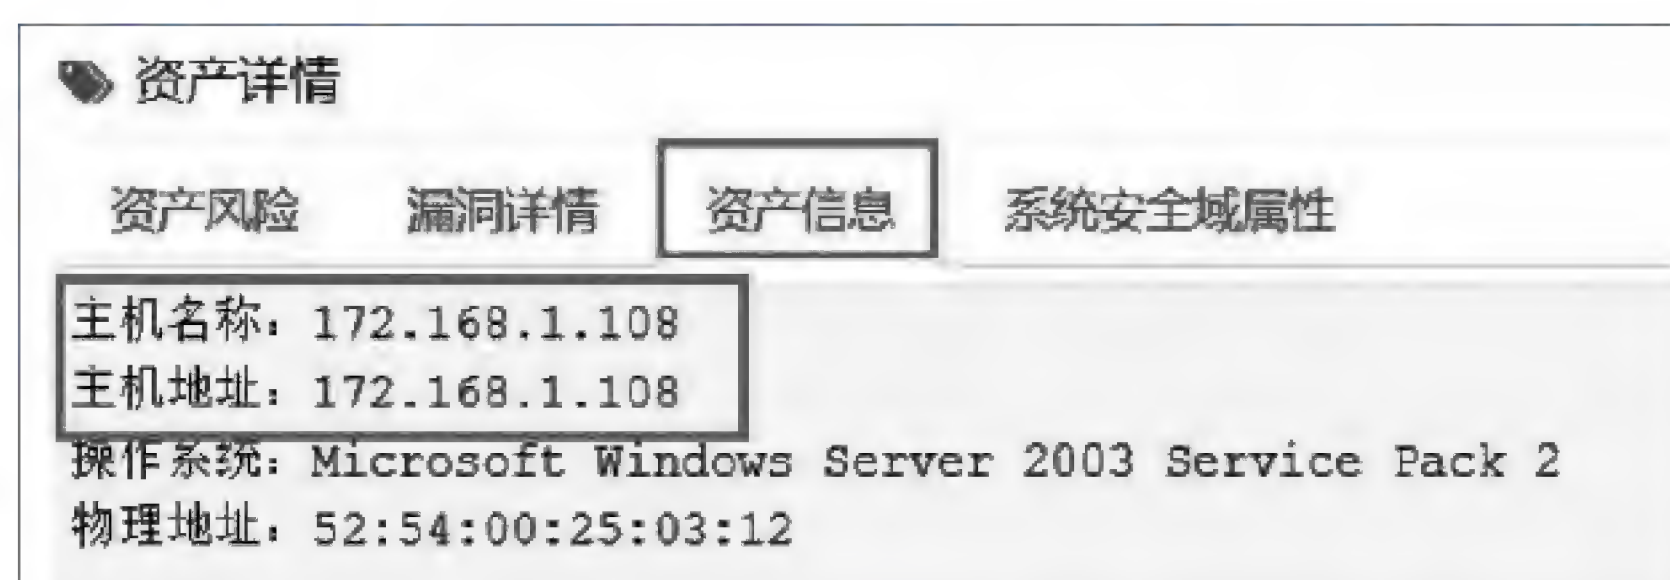 资产详情
资产风险 漏洞详情 资产信息 系统安全域属性
主机名称：172.168.1.108
主机地址：172.168.1.108
操作系统：Microsoft Windows Server 2003 Service Pack 2
物理地址：52:54:00:25:03:12